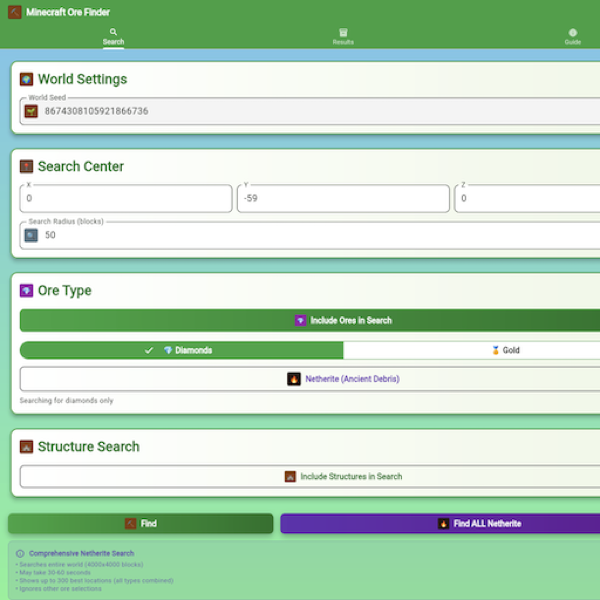 Minecraft Ore Finder
Search
Results
Guide
World Settings
World Seed
8674308105921866736
Search Center
X
Y
Z
0
-59
0
Search Radius (blocks)
50
Ore Type
Include Ores in Search
Diamonds
Gold
Netherite (Ancient Debris)
Searching for diamonds only
Structure Search
Include Structures in Search
Find
Find ALL Netherite
Comprehensive Netherite Search
• Searches entire world (4000x4000 blocks)
• May take 30-60 seconds
• Shows up to 300 best locations (all types combined)
• Ignores other ore selections